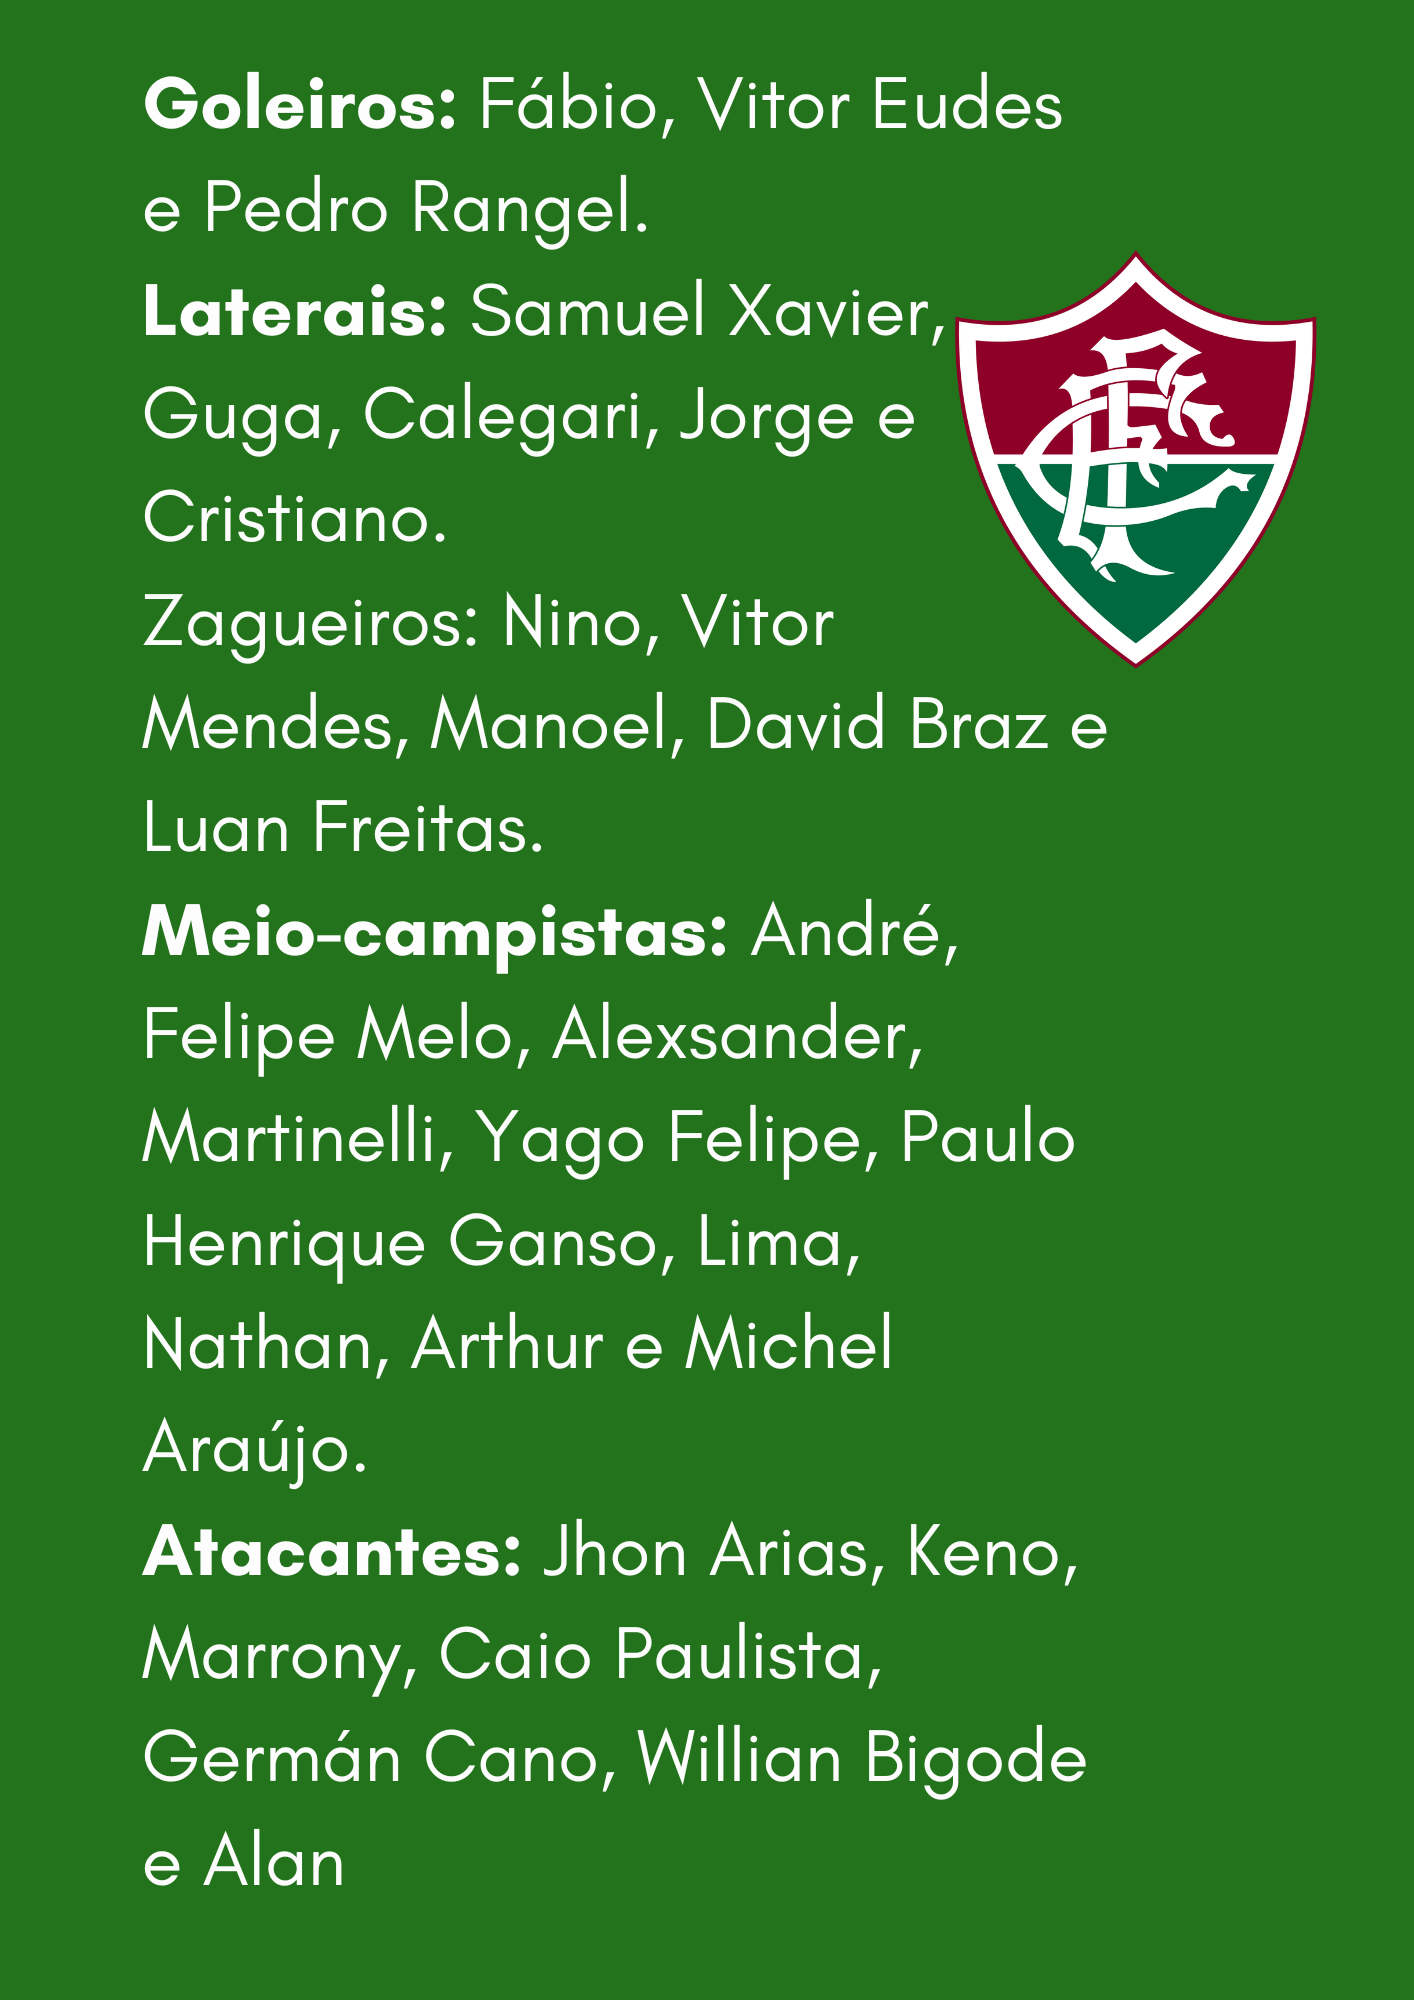 Goleiros: Fábio, Vitor Eudes
e Pedro Rangel.
Laterais: Samuel Xavier,
Guga, Calegari, Jorge e
Cristiano.
Zagueiros: Nino, Vitor
Mendes, Manoel, David Braz e
Luan Freitas.
Meio-campistas: André,
Felipe Melo, Alexsander,
Martinelli, Yago Felipe, Paulo
Henrique Ganso, Lima,
Nathan, Arthur e Michel
Araújo.
Atacantes: Jhon Arias, Keno,
Marrony, Caio Paulista,
Germán Cano, Willian Bigode
e Alan
FFC